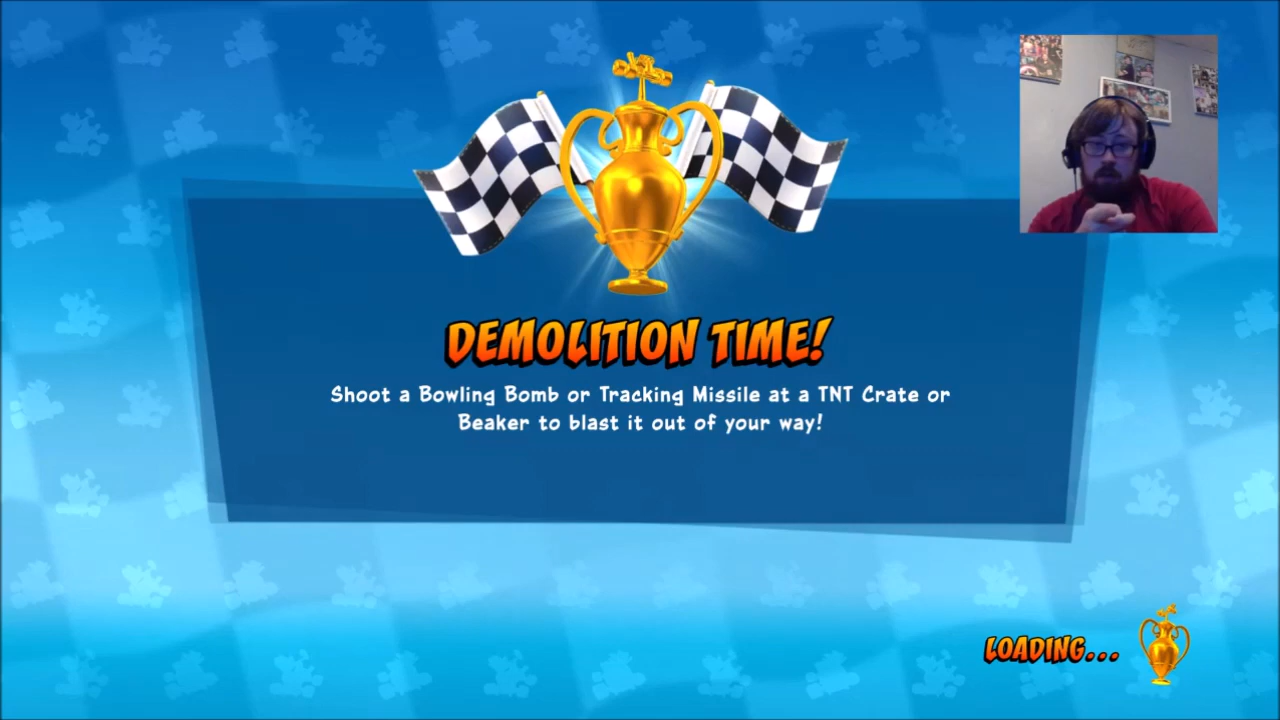 DEMOLITION TIME!
Shoot a Bowling Bomb or Tracking Missile at a TNT Crate or
Beaker to blast it out of your way!
LOADING...